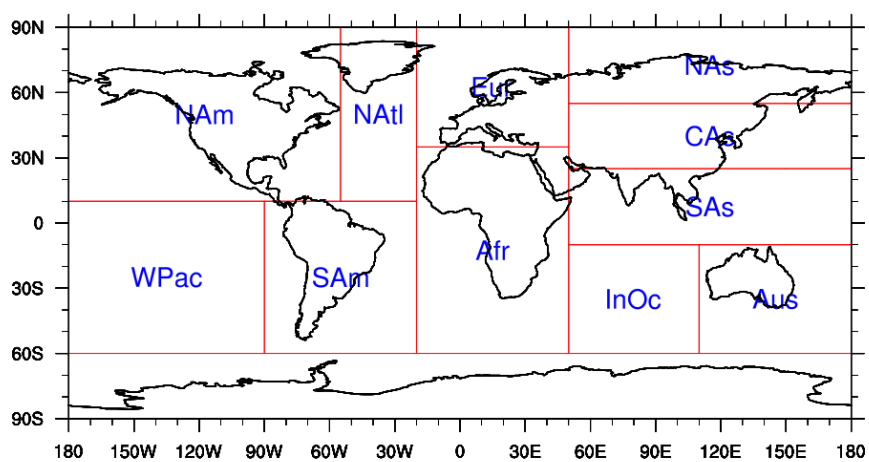 90N
60N
30N
0
30S
60S
90S
NAm
NAtl
Eur
NAs
CAs
SAs
WPac
SAm
Afr
InOc
Aus
180 150W 120W 90W 60W 30W 0 30E 60E 90E 120E 150E 180